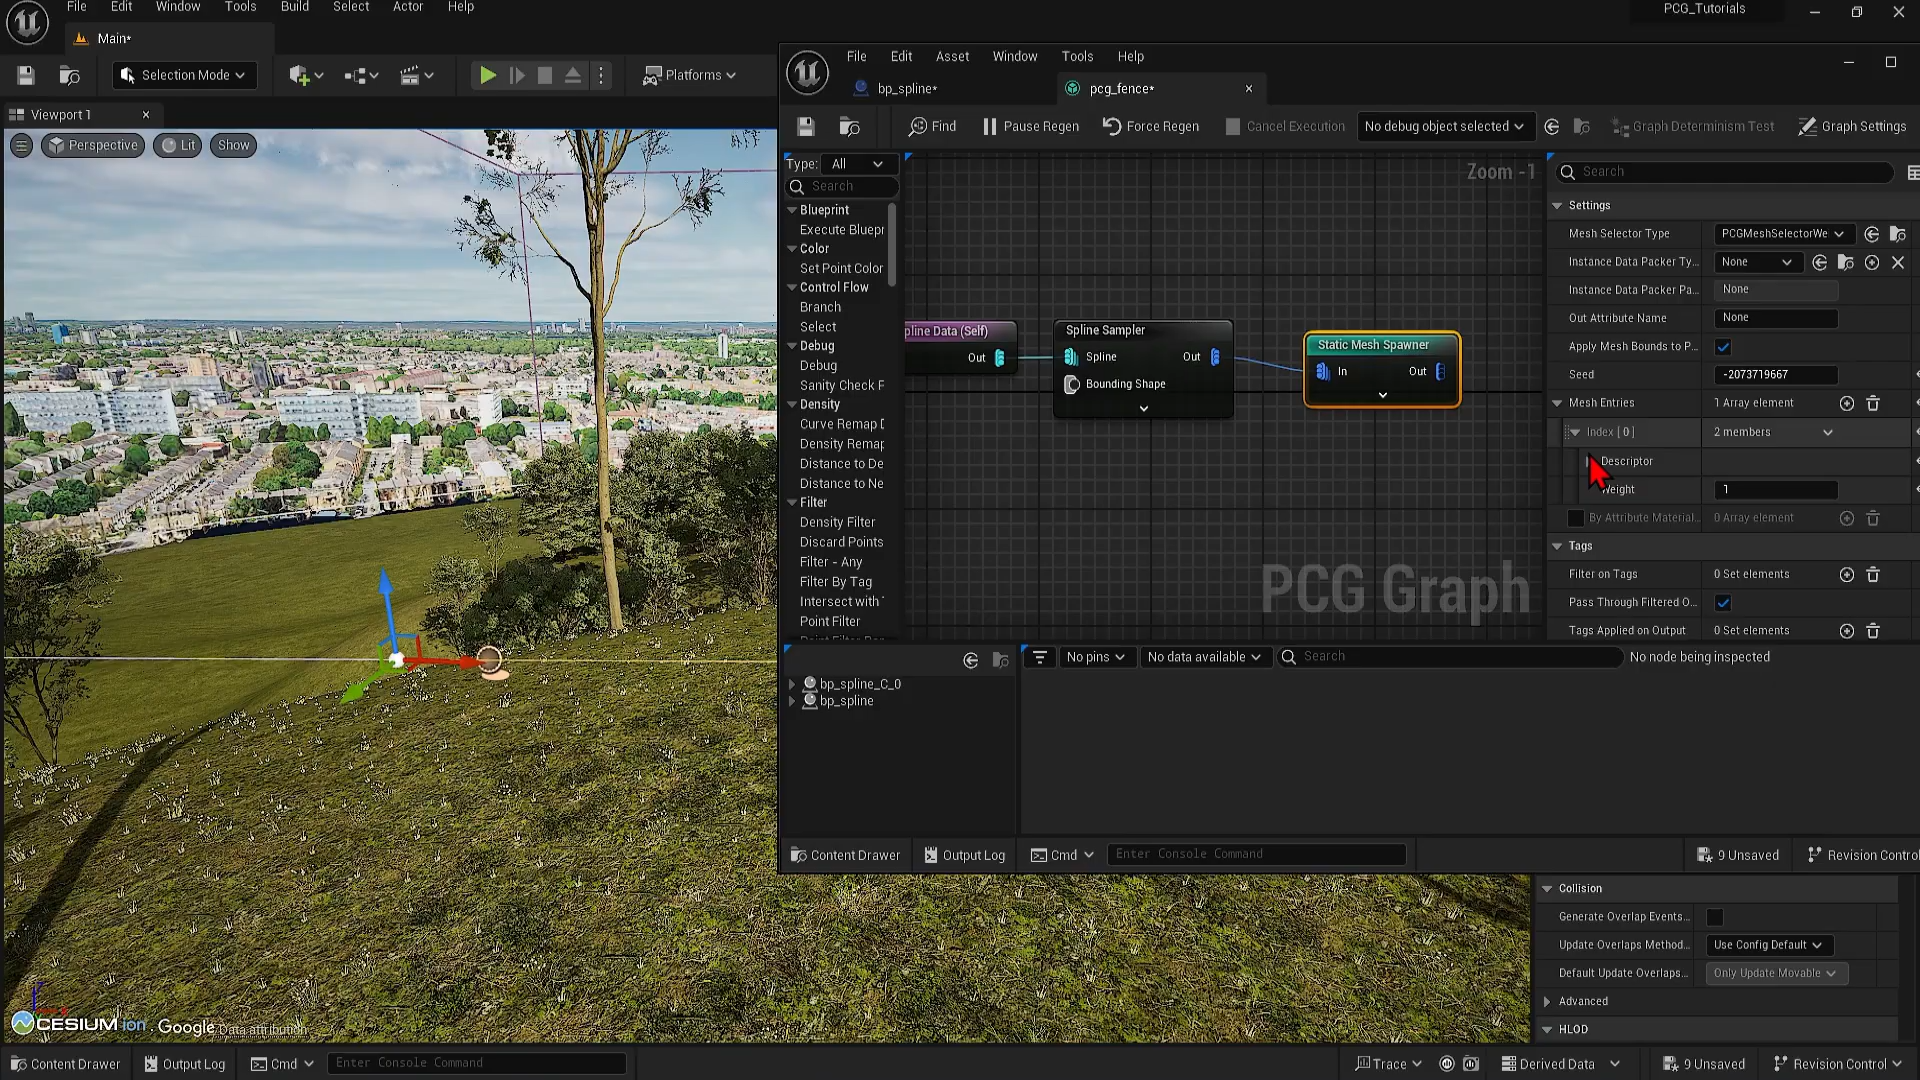 File Edit Window Tools Build Select Actor Help
PCG_Tutorials
Main*
Selection Mode
Platforms
Viewport 1
Perspective Lit Show
File Edit Asset Window Tools Help
bp_spline*
pcg_fence*
Find Pause Regen Force Regen Cancel Execution No debug object selected Graph Determinism Test Graph Settings
Type: All
Search
Blueprint
Execute Bluepr
Color
Set Point Color
Control Flow
Branch
Select
Debug
Debug
Sanity Check F
Density
Curve Remap D
Density Remap
Distance to De
Distance to Ne
Filter
Density Filter
Discard Points
Filter - Any
Filter By Tag
Intersect with
Point Filter
Zoom -1
pline Data (Self)
Out
Spline Sampler
Spline Out
Bounding Shape
Static Mesh Spawner
In Out
PCG Graph
Search
Settings
Mesh Selector Type PCGMeshSelectorWe
Instance Data Packer Ty... None
Instance Data Packer Pa... None
Out Attribute Name None
Apply Mesh Bounds to P...
Seed -2073719667
Mesh Entries 1 Array element
Index [ 0 ] 2 members
Descriptor
Weight 1
By Attribute Material... 0 Array element
Tags
Filter on Tags 0 Set elements
Pass Through Filtered O...
Tags Applied on Output 0 Set elements
No pins No data available Search No node being inspected
bp_spline_C_0
bp_spline
Content Drawer Output Log Cmd Enter Console Command 9 Unsaved Revision Control
Collision
Generate Overlap Events...
Update Overlaps Method... Use Config Default
Default Update Overlaps... Only Update Movable
Advanced
HLOD
CESIUM ion . Google Data attribution
Content Drawer Output Log Cmd Enter Console Command Trace Derived Data 9 Unsaved Revision Control